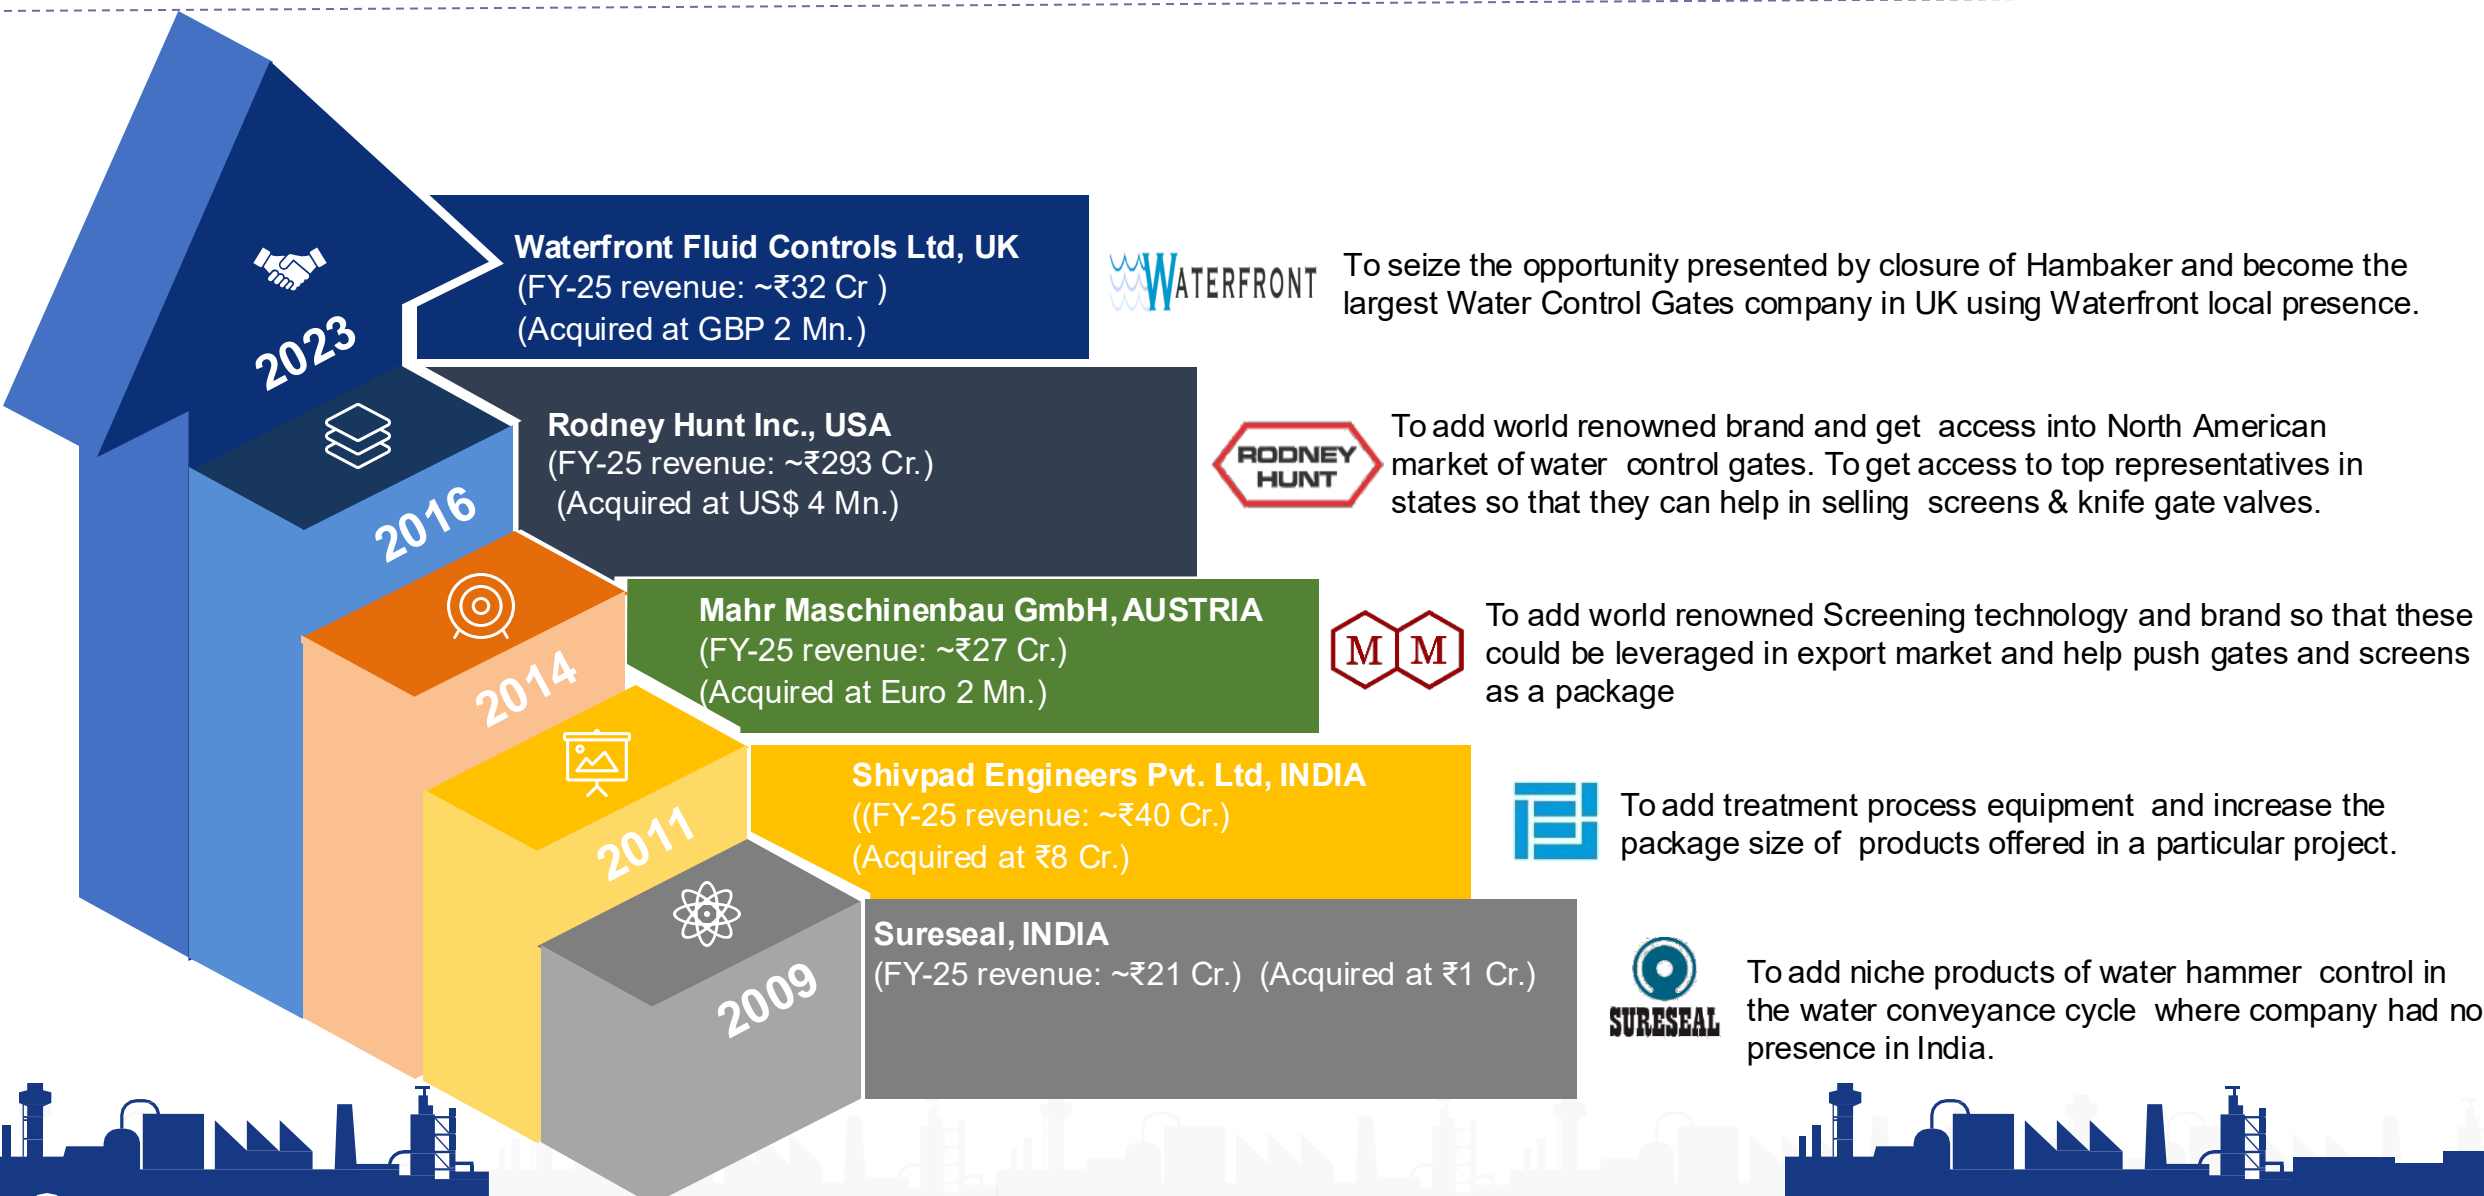 2023
Waterfront Fluid Controls Ltd, UK
(FY-25 revenue: ~₹32 Cr )
(Acquired at GBP 2 Mn.)
WATERFRONT
To seize the opportunity presented by closure of Hambaker and become the
largest Water Control Gates company in UK using Waterfront local presence.
2016
Rodney Hunt Inc., USA
(FY-25 revenue: ~₹293 Cr.)
(Acquired at US$ 4 Mn.)
RODNEY
HUNT
To add world renowned brand and get access into North American
market of water control gates. To get access to top representatives in
states so that they can help in selling screens & knife gate valves.
2014
Mahr Maschinenbau GmbH, AUSTRIA
(FY-25 revenue: ~₹27 Cr.)
(Acquired at Euro 2 Mn.)
M M
To add world renowned Screening technology and brand so that these
could be leveraged in export market and help push gates and screens
as a package
2011
Shivpad Engineers Pvt. Ltd, INDIA
((FY-25 revenue: ~₹40 Cr.)
(Acquired at ₹8 Cr.)
To add treatment process equipment and increase the
package size of products offered in a particular project.
2009
Sureseal, INDIA
(FY-25 revenue: ~₹21 Cr.) (Acquired at ₹1 Cr.)
SURESEAL
To add niche products of water hammer control in
the water conveyance cycle where company had no
presence in India.